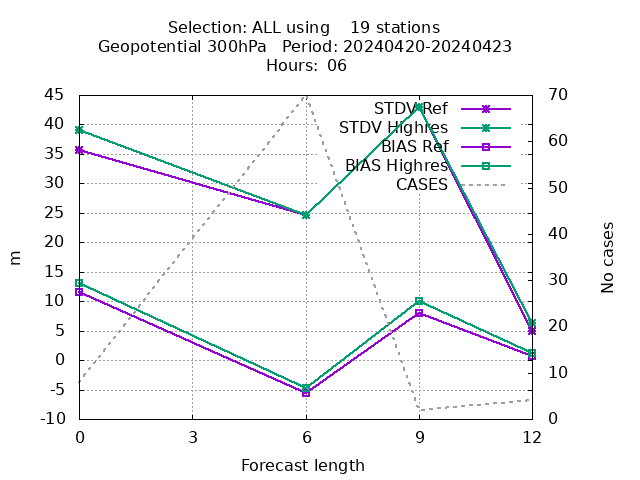 Selection: ALL using    19 stations
Geopotential 300hPa   Period: 20240420-20240423
Hours: 06
STDV Ref
STDV Highres
BIAS Ref
BIAS Highres
CASES
45
40
35
30
25
20
15
10
5
0
-5
-10
m
70
60
50
40
30
20
10
0
No cases
0
3
6
9
12
Forecast length